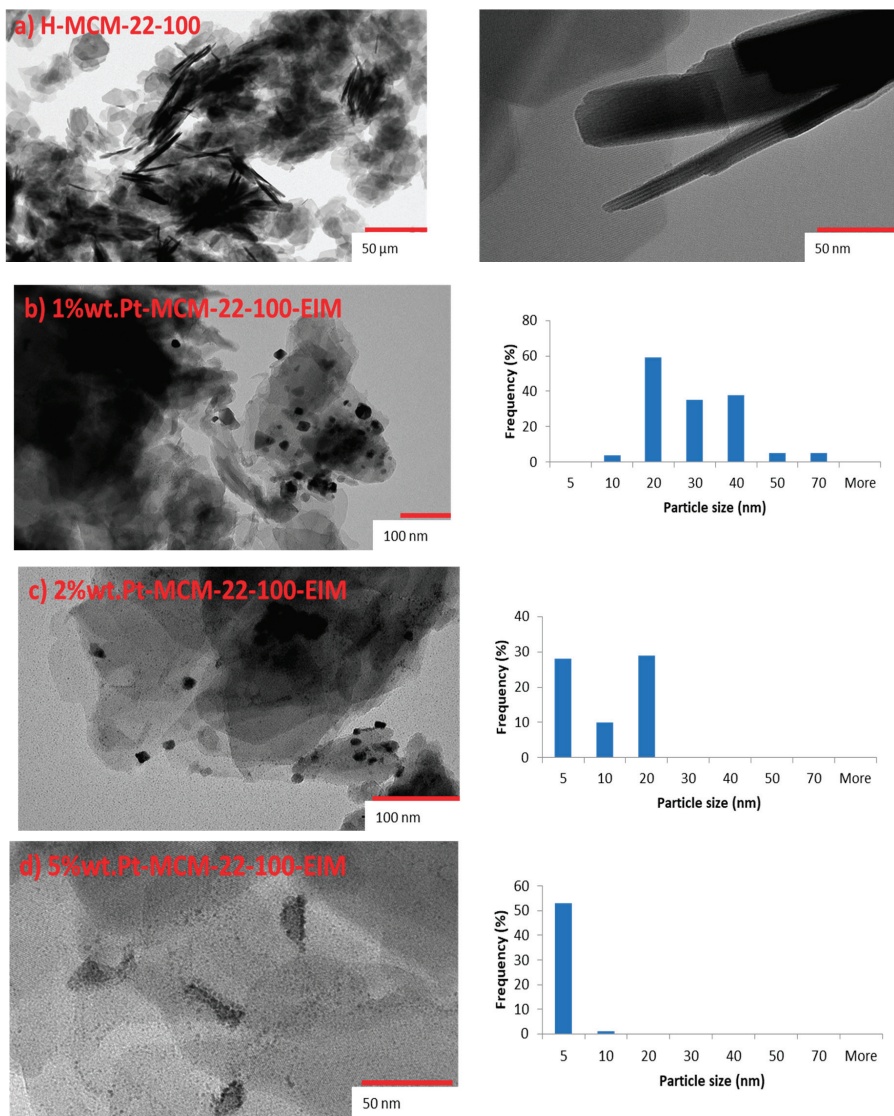 a) H-MCM-22-100
50 µm
50 nm
b) 1%wt.Pt-MCM-22-100-EIM
100 nm
80
60
40
20
0
Frequency (%)
5 10 20 30 40 50 70 More
Particle size (nm)
c) 2%wt.Pt-MCM-22-100-EIM
100 nm
40
30
20
10
0
Frequency (%)
5 10 20 30 40 50 70 More
Particle size (nm)
d) 5%wt.Pt-MCM-22-100-EIM
50 nm
60
50
40
30
20
10
0
Frequency (%)
5 10 20 30 40 50 70 More
Particle size (nm)